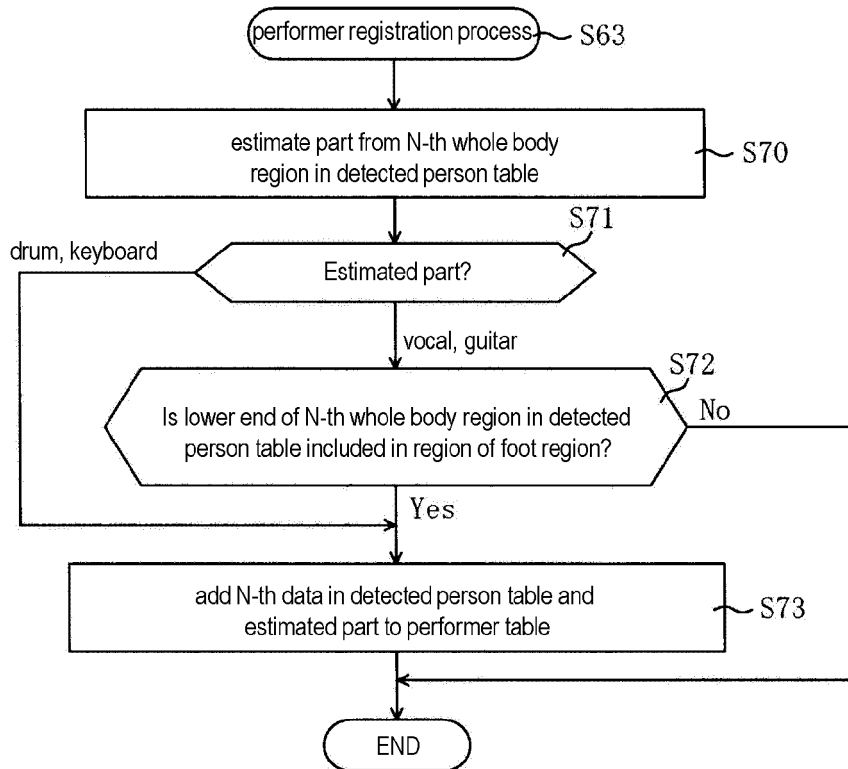 performer registration process
S63
estimate part from N-th whole body
region in detected person table
S70
S71
drum, keyboard
Estimated part?
vocal, guitar
S72
Is lower end of N-th whole body region in detected
person table included in region of foot region?
No
Yes
add N-th data in detected person table and
estimated part to performer table
S73
END